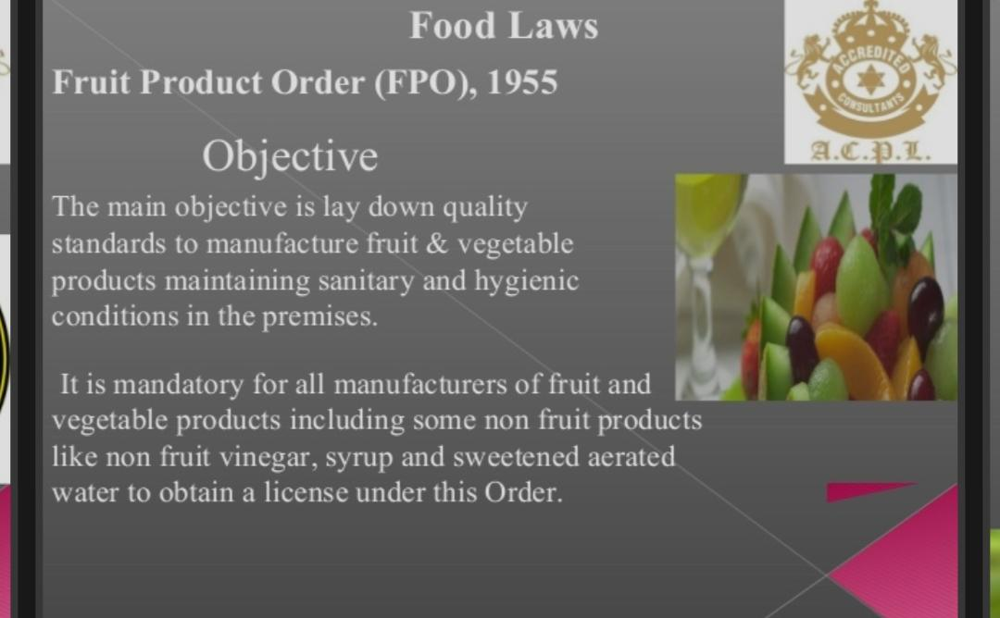 Food Laws
Fruit Product Order (FPO), 1955
ACCREDITED
CONSULTANTS
A.C.P.L.
Objective
The main objective is lay down quality
standards to manufacture fruit & vegetable
products maintaining sanitary and hygienic
conditions in the premises.
It is mandatory for all manufacturers of fruit and
vegetable products including some non fruit products
like non fruit vinegar, syrup and sweetened aerated
water to obtain a license under this Order.